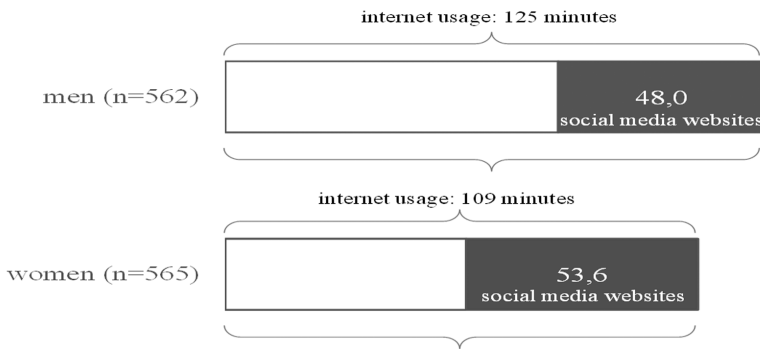 internet usage: 125 minutes
men (n=562)
48,0
social media websites
internet usage: 109 minutes
women (n=565)
53,6
social media websites